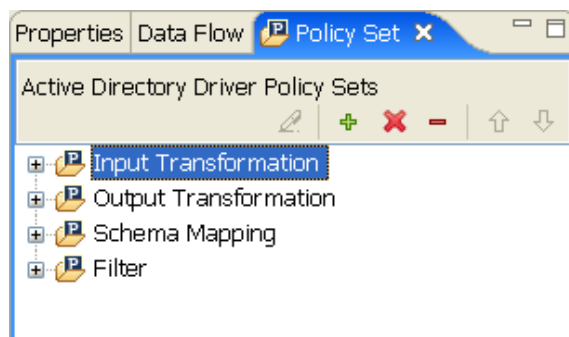 Properties Data Flow Policy Set
Active Directory Driver Policy Sets
Input Transformation
Output Transformation
Schema Mapping
Filter